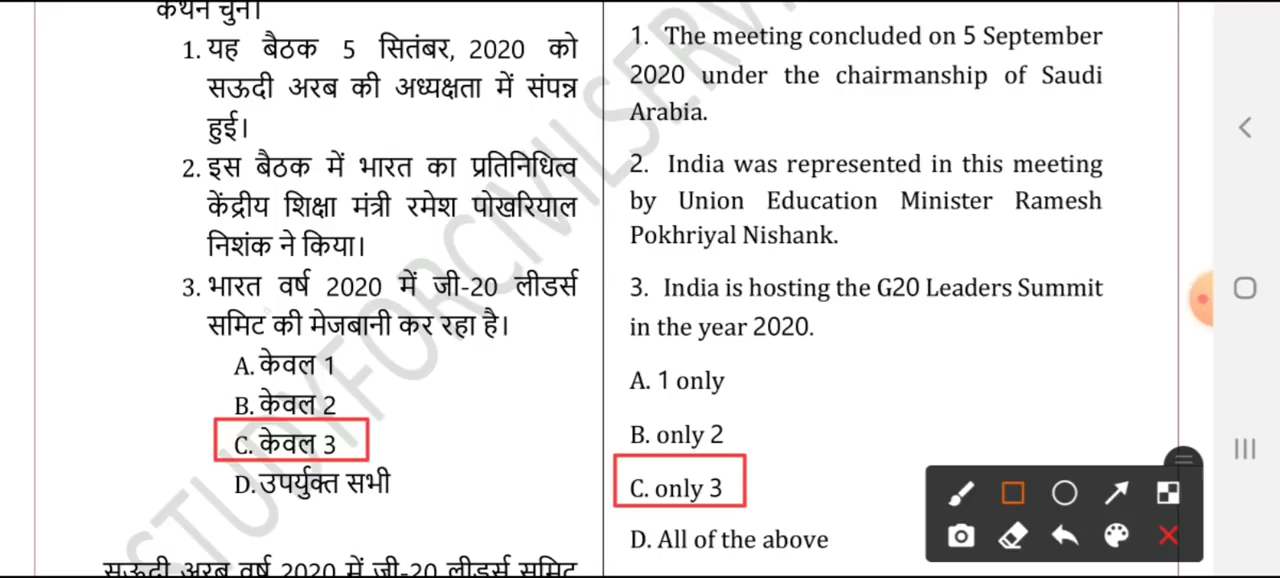 कथन चुनें।
1. यह बैठक 5 सितंबर, 2020 को
सऊदी अरब की अध्यक्षता में संपन्न
हुई।
2. इस बैठक में भारत का प्रतिनिधित्व
केंद्रीय शिक्षा मंत्री रमेश पोखरियाल
निशंक ने किया।
3. भारत वर्ष 2020 में जी-20 लीडर्स
समिट की मेजबानी कर रहा है।
A. केवल 1
B. केवल 2
C. केवल 3
D. उपर्युक्त सभी
सऊदी अरब वर्ष 2020 में जी-20 लीडर्स समिट
1. The meeting concluded on 5 September
2020 under the chairmanship of Saudi
Arabia.
2. India was represented in this meeting
by Union Education Minister Ramesh
Pokhriyal Nishank.
3. India is hosting the G20 Leaders Summit
in the year 2020.
A. 1 only
B. only 2
C. only 3
D. All of the above
STUDYFORCIVILSERV